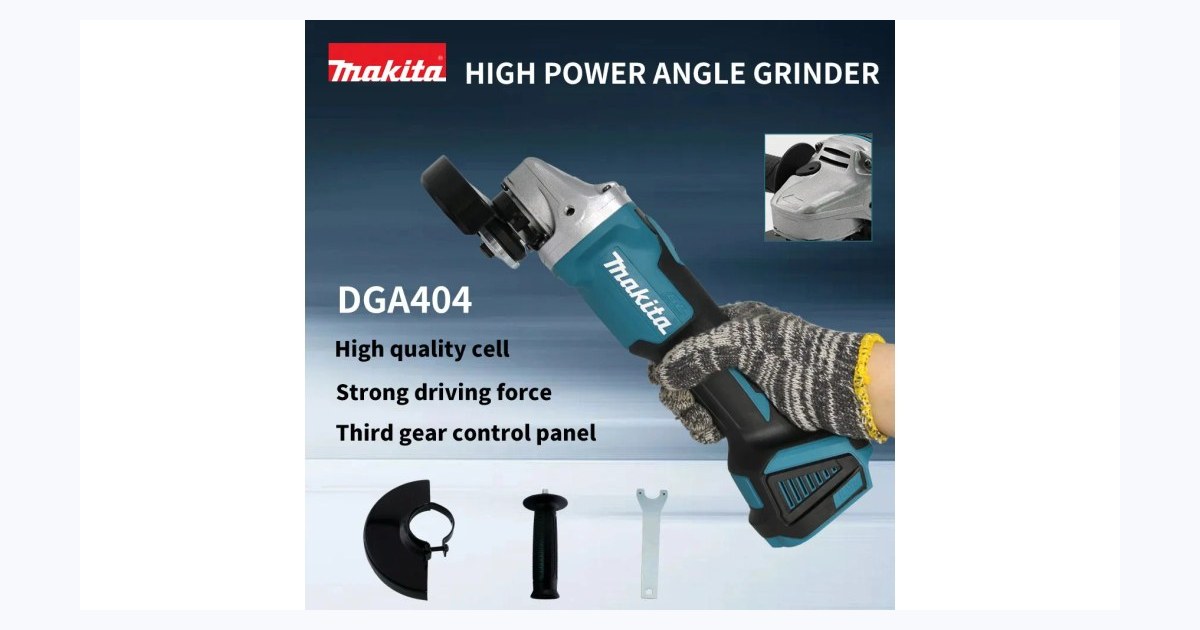 makita
HIGH POWER ANGLE GRINDER
makita
DGA404
High quality cell
Strong driving force
Third gear control panel